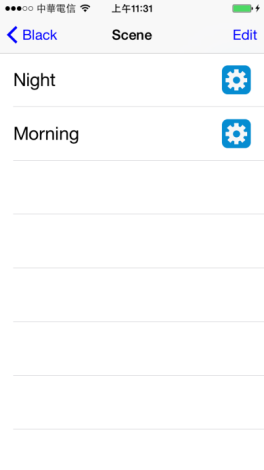 中華電信 上午11:31
Black Scene Edit
Night
Morning